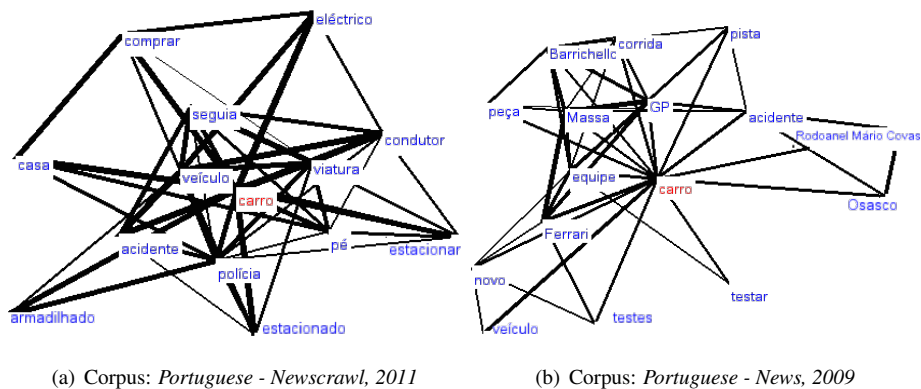 eléctrico
comprar
seguia
condutor
casa
veículo
viatura
carro
acidente
pé
estacionar
polícia
armadilhado
estacionado
pista
corrida
Barrichello
peça
Massa
GP
acidente
Rodoanel Mário Covas
equipe
carro
Osasco
Ferrari
novo
testar
veículo
testes
(a) Corpus: Portuguese - Newscrawl, 2011
(b) Corpus: Portuguese - News, 2009